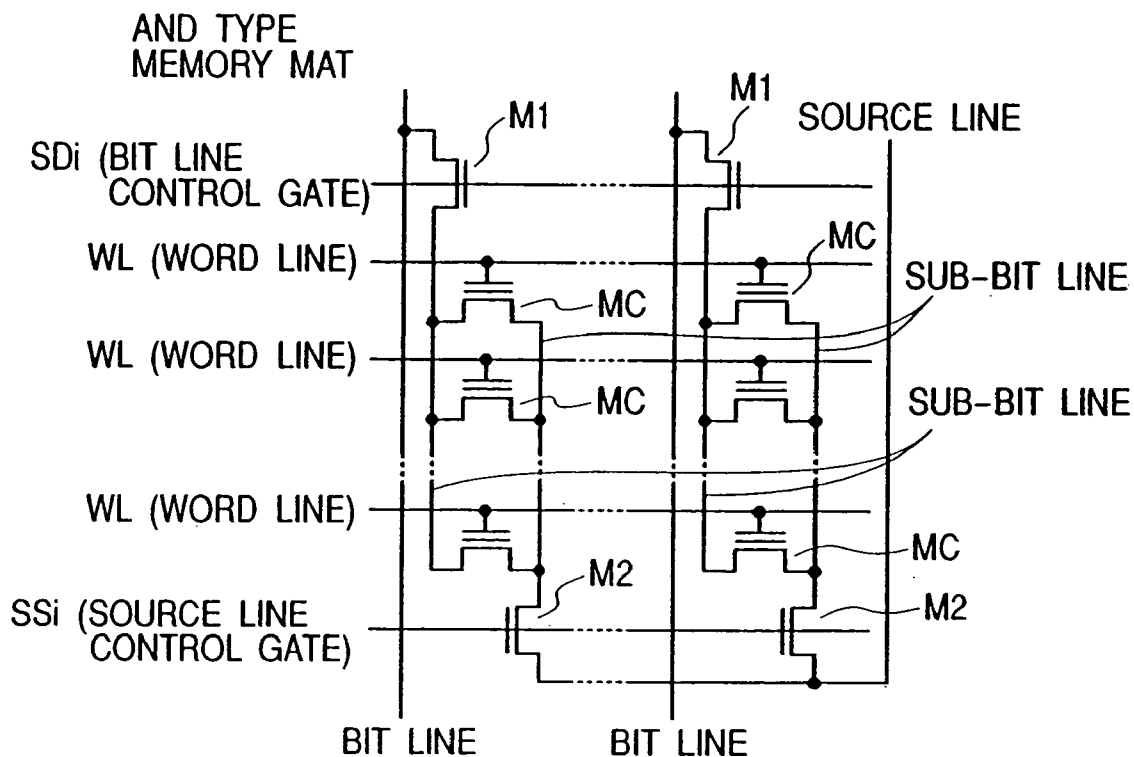 AND TYPE
MEMORY MAT
M1
M1
SOURCE LINE
SDi (BIT LINE
CONTROL GATE)
WL (WORD LINE)
MC
MC
SUB-BIT LINE
WL (WORD LINE)
MC
SUB-BIT LINE
WL (WORD LINE)
MC
M2
SSi (SOURCE LINE
CONTROL GATE)
M2
BIT LINE
BIT LINE